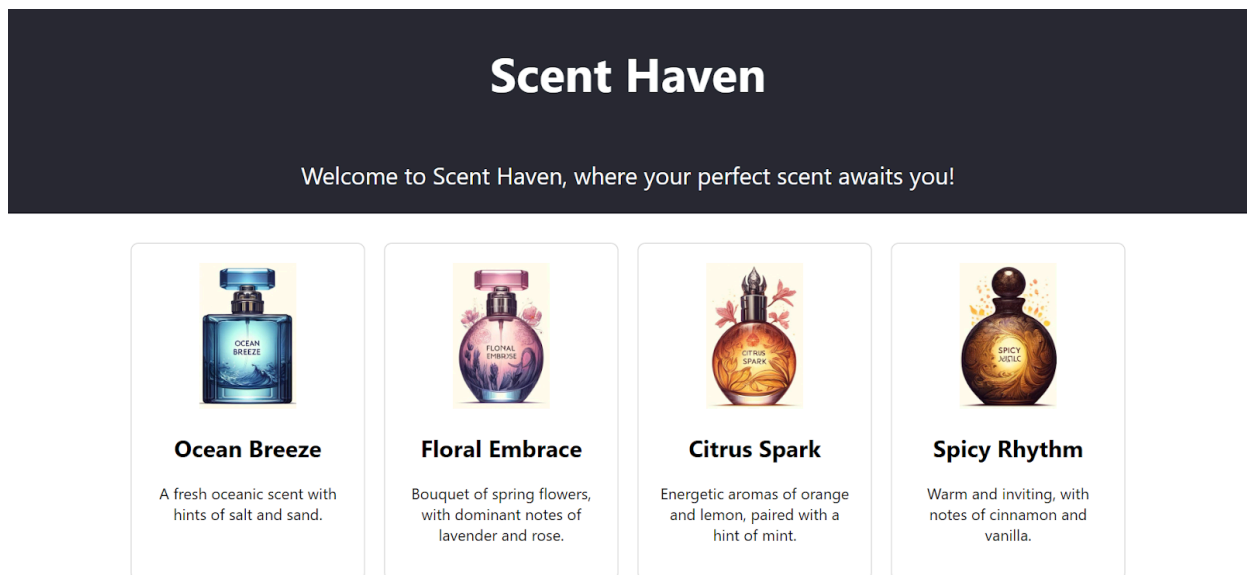 Scent Haven
Welcome to Scent Haven, where your perfect scent awaits you!
OCEAN
BREEZE
Ocean Breeze
A fresh oceanic scent with
hints of salt and sand.
FLONAL
EMBROSE
Floral Embrace
Bouquet of spring flowers,
with dominant notes of
lavender and rose.
CITRUS
SPARK
Citrus Spark
Energetic aromas of orange
and lemon, paired with a
hint of mint.
SPICY
Spicy Rhythm
Warm and inviting, with
notes of cinnamon and
vanilla.